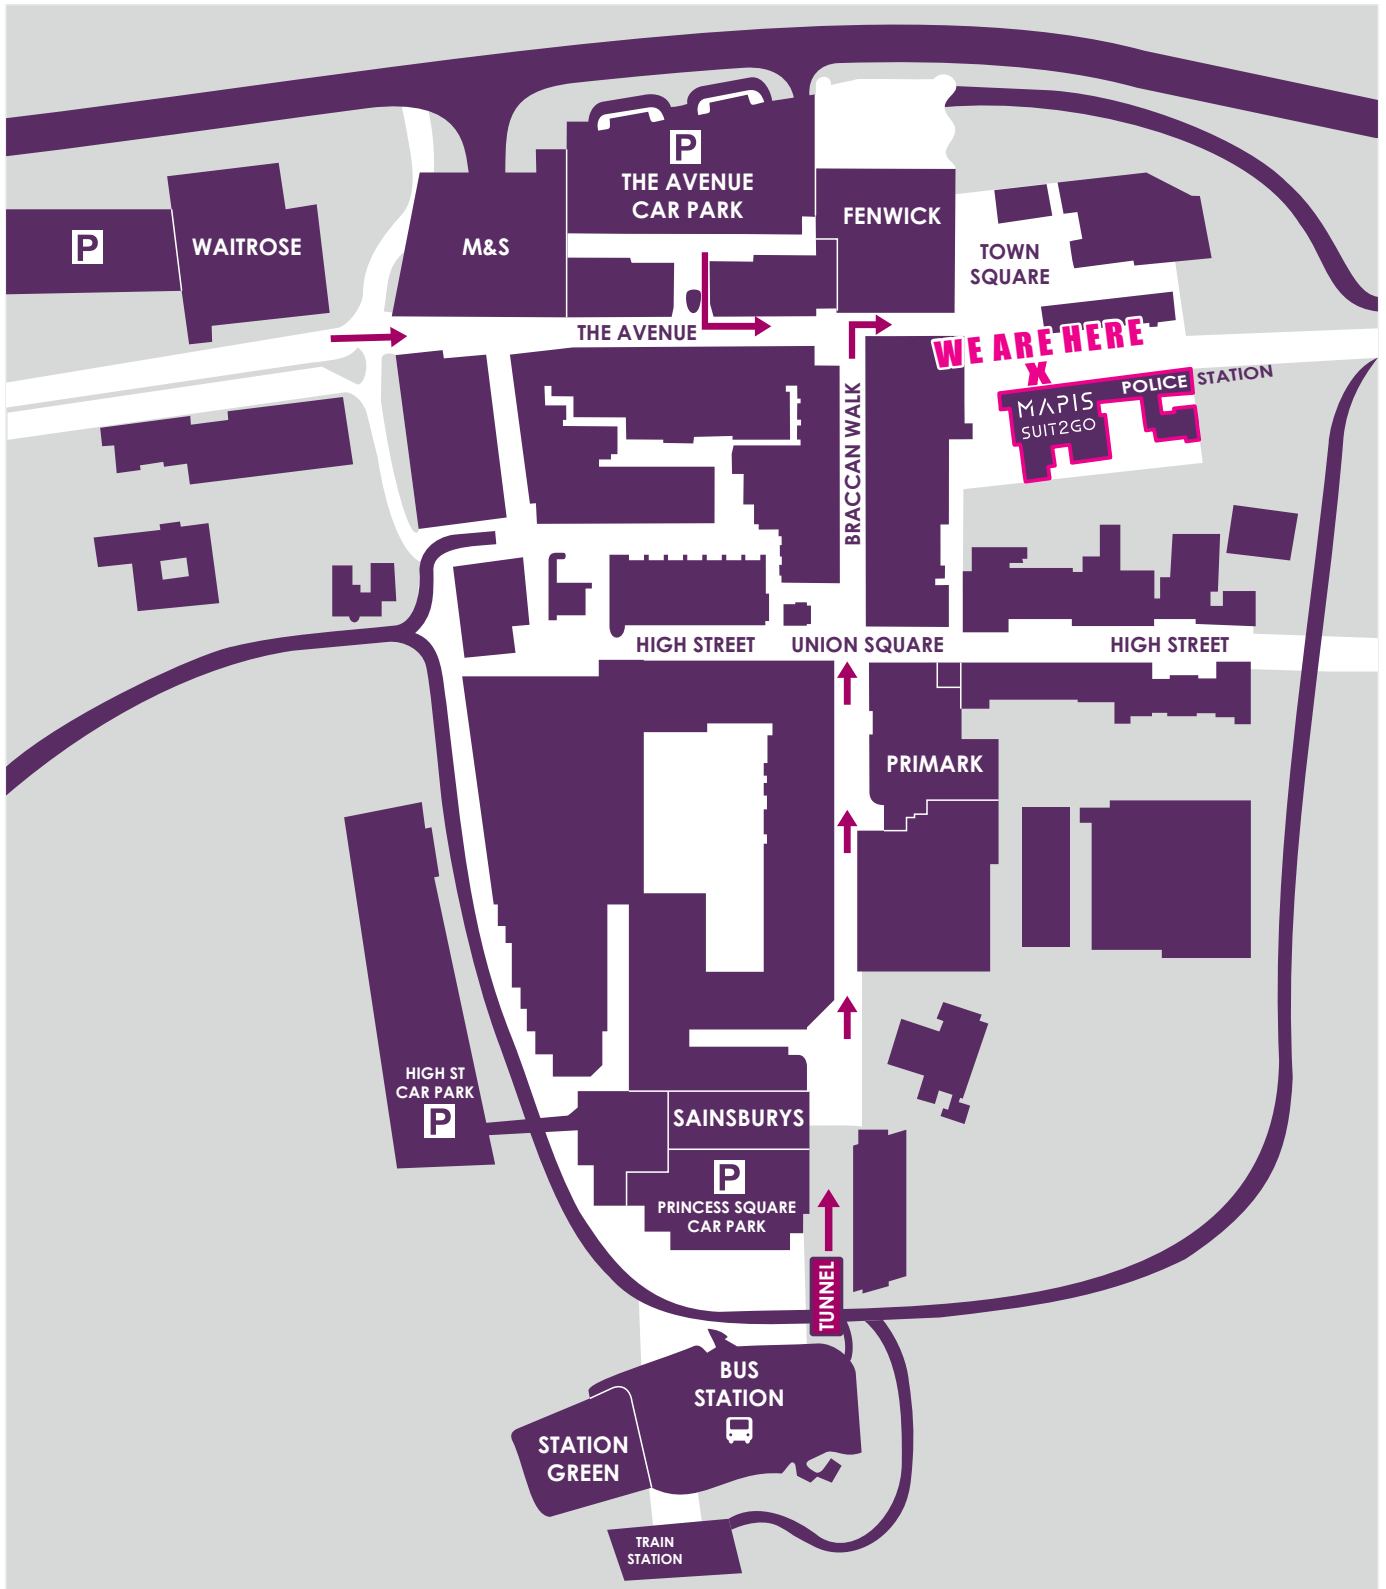 P
THE AVENUE
CAR PARK
FENWICK
P
WAITROSE
M&S
TOWN
SQUARE
THE AVENUE
WE ARE HERE
X
POLICE STATION
MAPIS
SUIT2GO
BRACCAN WALK
HIGH STREET
UNION SQUARE
HIGH STREET
PRIMARK
HIGH ST
CAR PARK
P
SAINSBURYS
P
PRINCESS SQUARE
CAR PARK
TUNNEL
BUS
STATION
STATION
GREEN
TRAIN
STATION